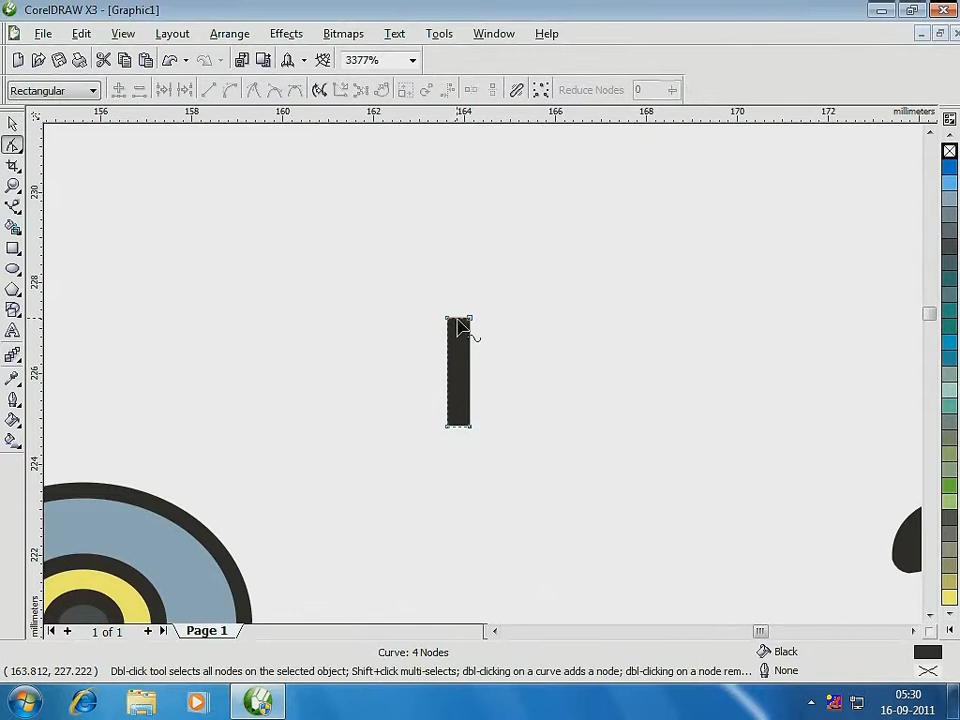 CorelDRAW X3 - [Graphic1]
File Edit View Layout Arrange Effects Bitmaps Text Tools Window Help
3377%
Rectangular Reduce Nodes 0
156 160 162 164 166 168 170 172 millimeters
230
228
226
224
222
millimeters
1 of 1 Page 1
Curve: 4 Nodes Black
( 163.812, 227.222 ) Dbl-click tool selects all nodes on the selected object; Shift+click multi-selects; dbl-clicking on a curve adds a node; dbl-clicking on a node rem... None
05:30
16-09-2011